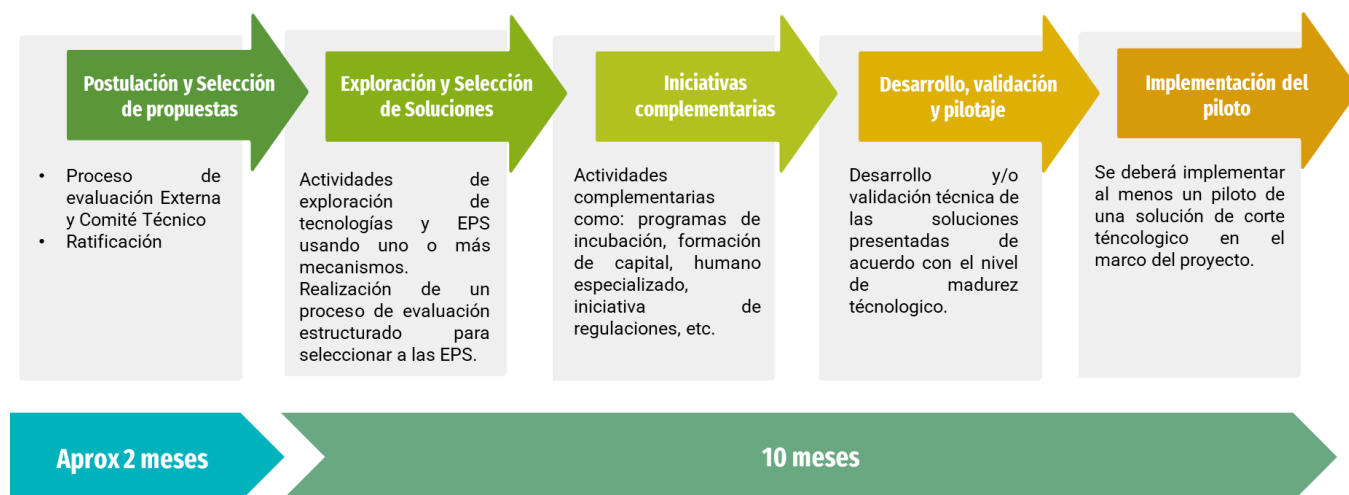 Postulación y Selección
de propuestas
• Proceso de
evaluación Externa
y Comité Técnico
• Ratificación
Exploración y Selección
de Soluciones
Actividades de
exploración de
tecnologías y EPS
usando uno o más
mecanismos.
Realización de un
proceso de evaluación
estructurado para
seleccionar a las EPS.
Iniciativas
complementarias
Actividades
complementarias
como: programas de
incubación, formación
de capital, humano
especializado,
iniciativa de
regulaciones, etc.
Desarrollo, validación
y pilotaje
Desarrollo y/o
validación técnica de
las soluciones
presentadas de
acuerdo con el nivel
de madurez
técnologico.
Implementación del
piloto
Se deberá implementar
al menos un piloto de
una solución de corte
téncologico en el
marco del proyecto.
Aprox 2 meses
10 meses